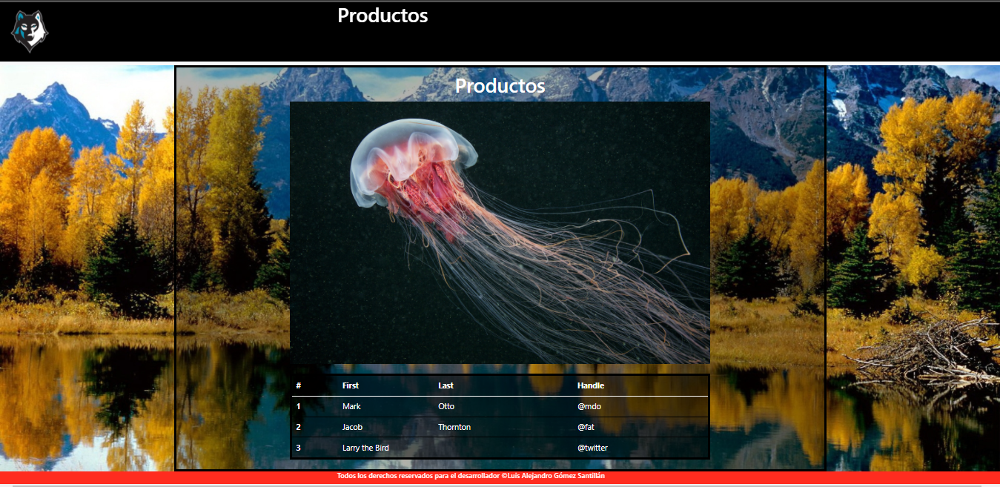 Productos
Productos
# First Last Handle
1 Mark Otto @mdo
2 Jacob Thornton @fat
3 Larry the Bird @twitter
Todos los derechos reservados para el desarrollador ©Luis Alejandro Gómez Santillán